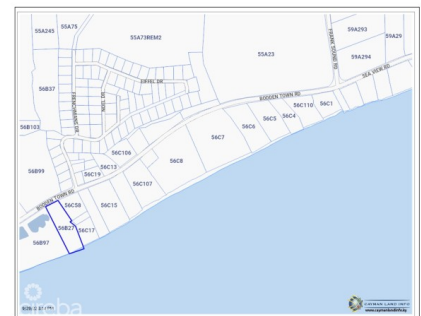 55A245
55A75
55A73REM2
55A23
59A293
59A29
59A294
FRANK SOUND RD
SEA VIEW RD
EIFFEL DR
FRENCHMANS DR
56B37
BODDEN TOWN RD
56C110
56C1
56C4
56C5
56C6
56C7
56B103
56C106
56C13
56C19
56C8
56B99
56C107
BODDEN TOWN RD
56C58
56C15
56B27
56C17
56B97
CAYMAN LAND INFO
www.caymanlandinfo.ky